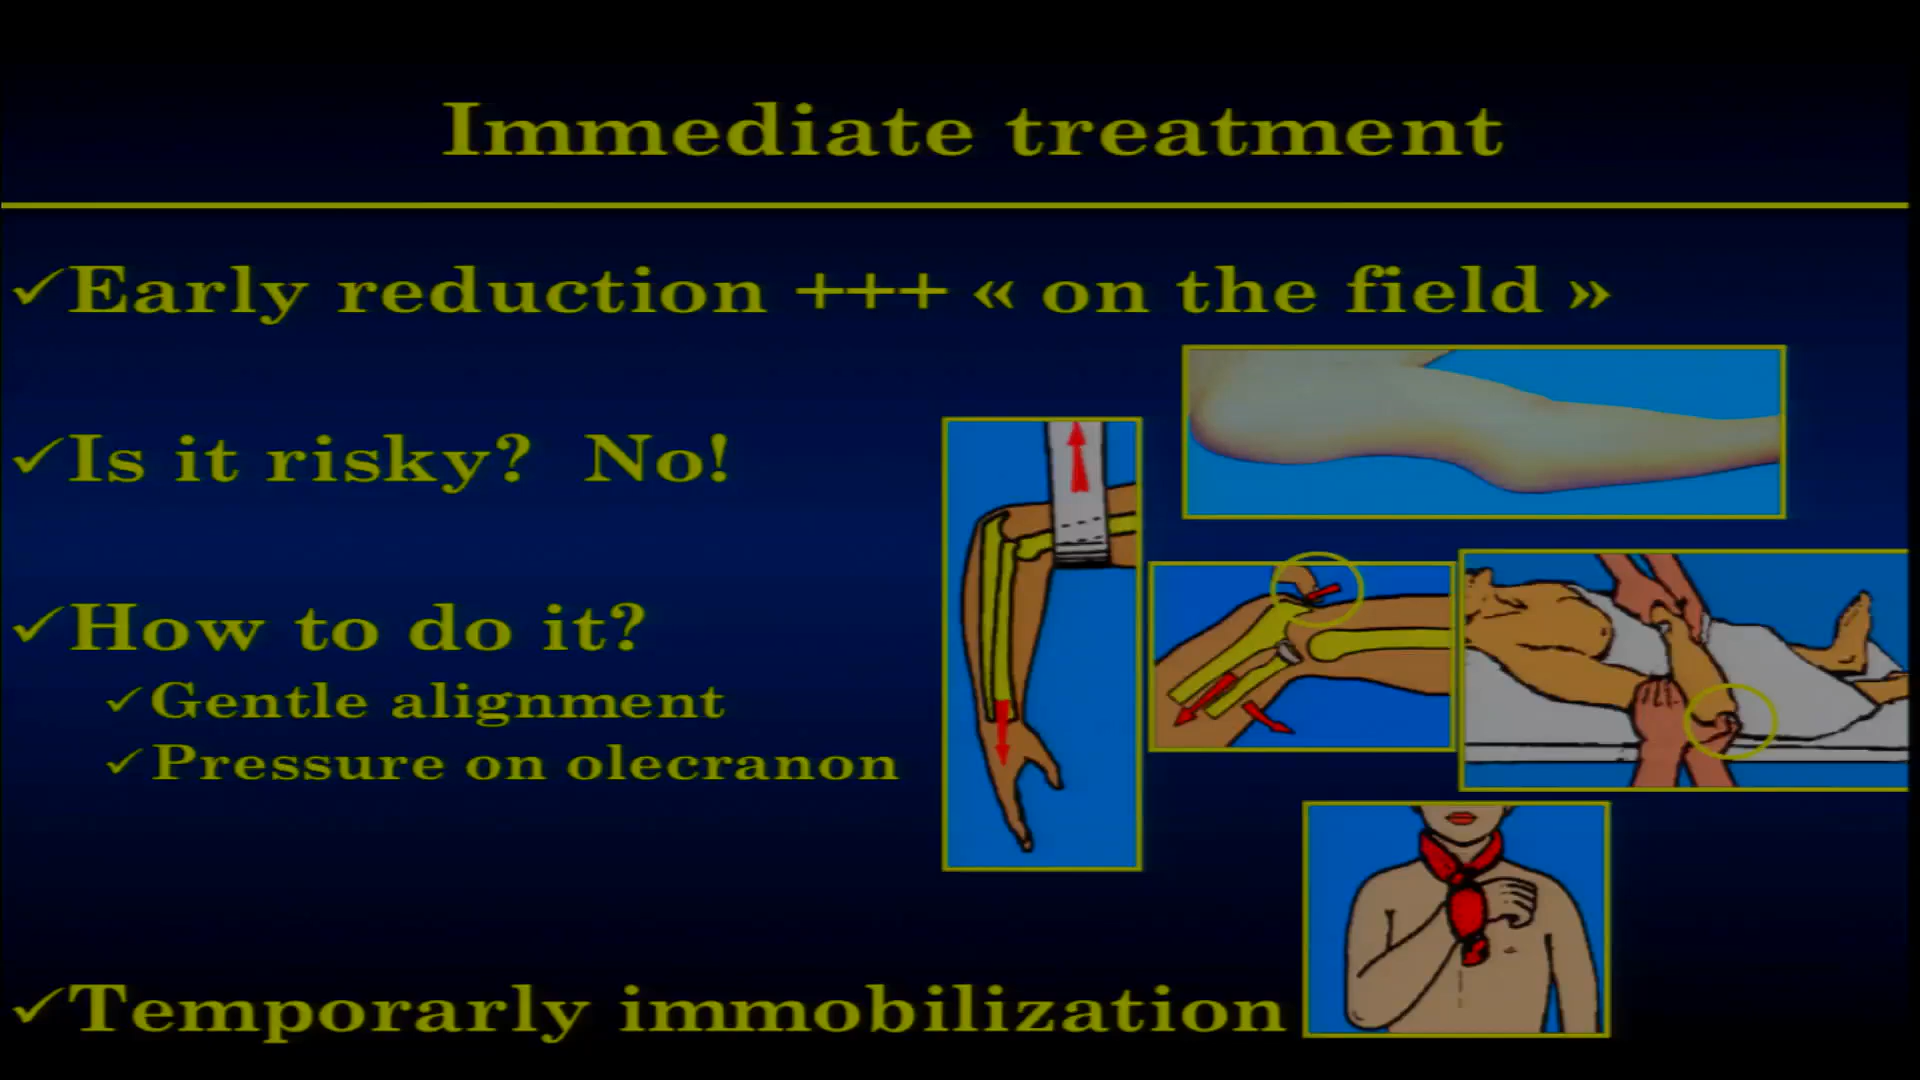 Immediate treatment
✓Early reduction +++ « on the field »
✓Is it risky? No!
✓How to do it?
✓Gentle alignment
✓Pressure on olecranon
✓Temporarly immobilization